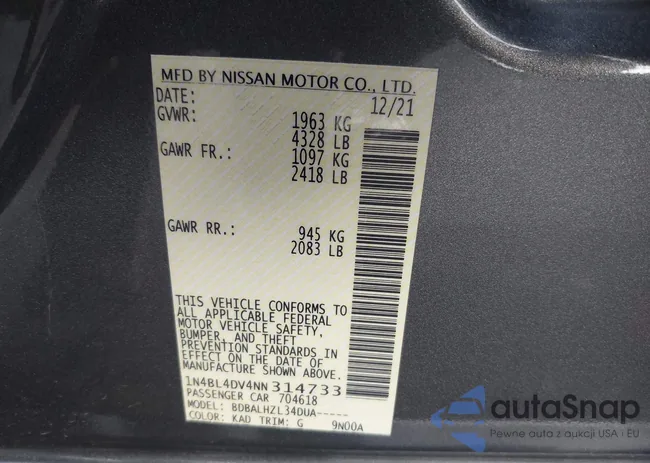 MFD BY NISSAN MOTOR CO., LTD.
DATE: 12/21
GVWR: 1963 KG
4328 LB
GAWR FR.: 1097 KG
2418 LB
GAWR RR.: 945 KG
2083 LB
THIS VEHICLE CONFORMS TO
ALL APPLICABLE FEDERAL
MOTOR VEHICLE SAFETY,
BUMPER, AND THEFT
PREVENTION STANDARDS IN
EFFECT ON THE DATE OF
MANUFACTURE SHOWN ABOVE.
1N4BL4DV4NN314733
PASSENGER CAR 704618
MODEL: BDBALHZL34DUA-----
COLOR: KAD TRIM: G 9N00A
autoSnap
Pewne auta z aukcji USA i EU